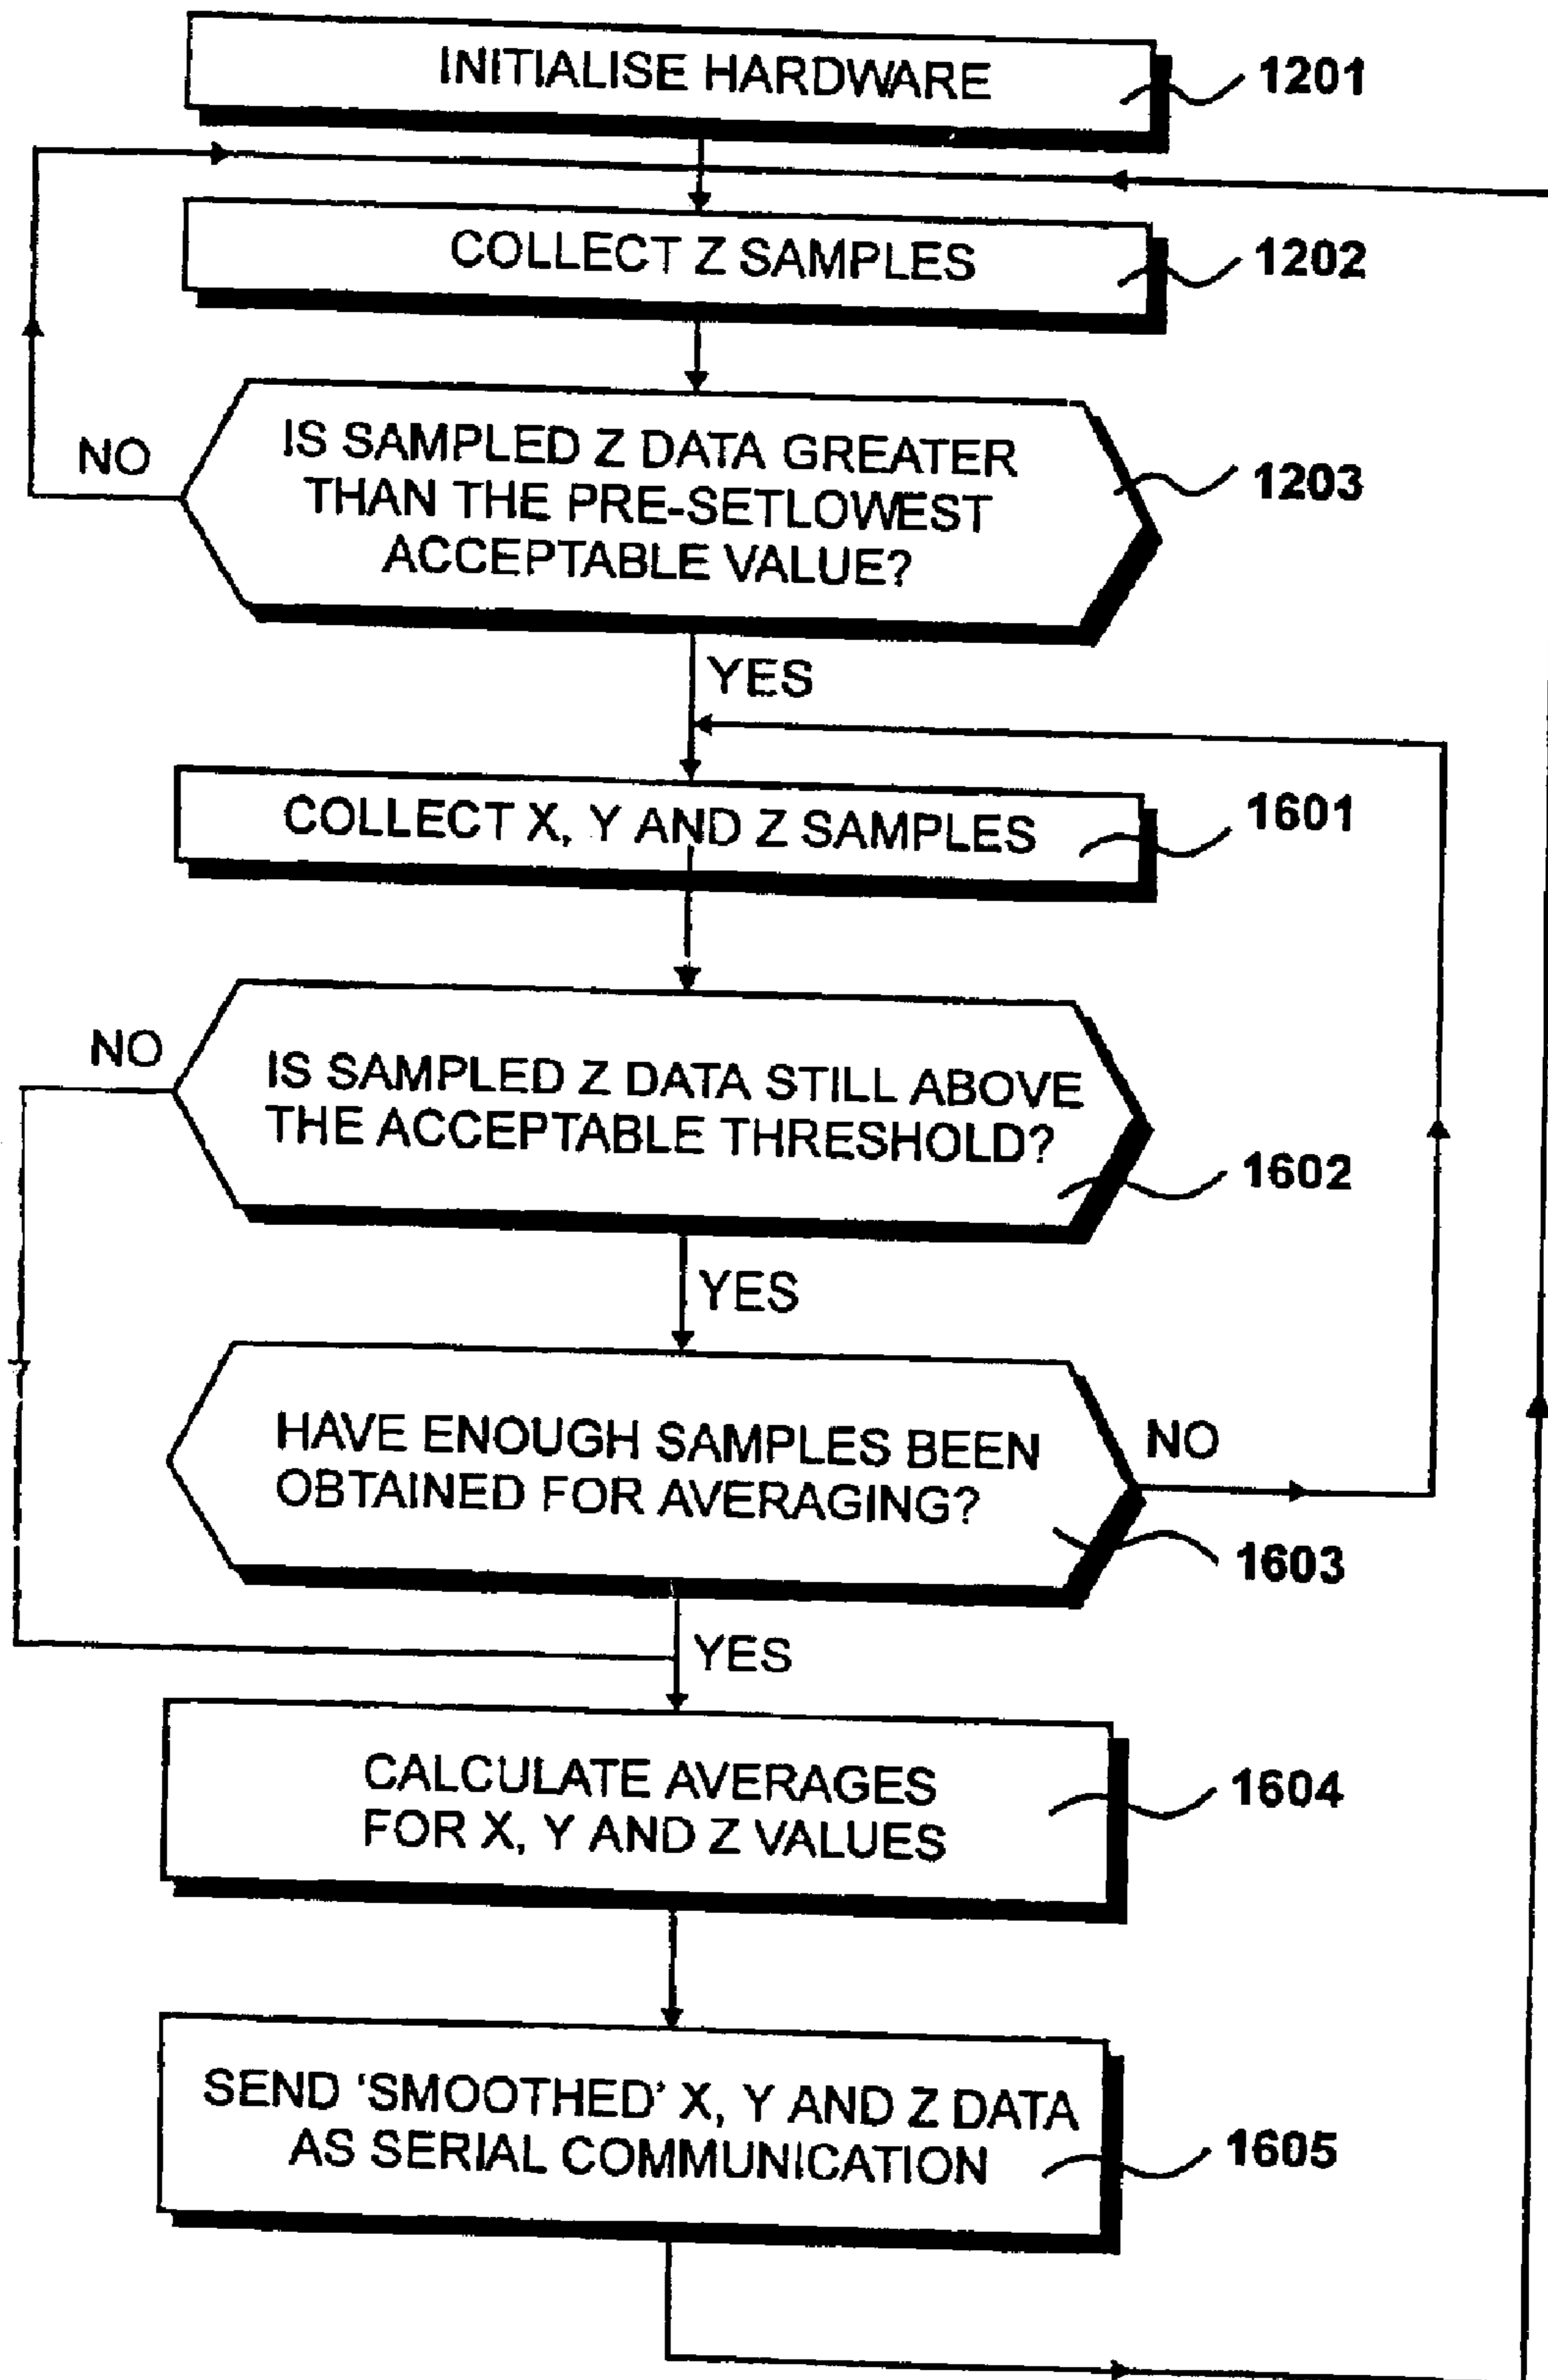 INITIALISE HARDWARE
1201
COLLECT Z SAMPLES
1202
IS SAMPLED Z DATA GREATER
THAN THE PRE-SETLOWEST
ACCEPTABLE VALUE?
1203
NO
YES
COLLECT X, Y AND Z SAMPLES
1601
NO
IS SAMPLED Z DATA STILL ABOVE
THE ACCEPTABLE THRESHOLD?
1602
YES
HAVE ENOUGH SAMPLES BEEN
OBTAINED FOR AVERAGING?
NO
1603
YES
CALCULATE AVERAGES
FOR X, Y AND Z VALUES
1604
SEND ‘SMOOTHED’ X, Y AND Z DATA
AS SERIAL COMMUNICATION
1605